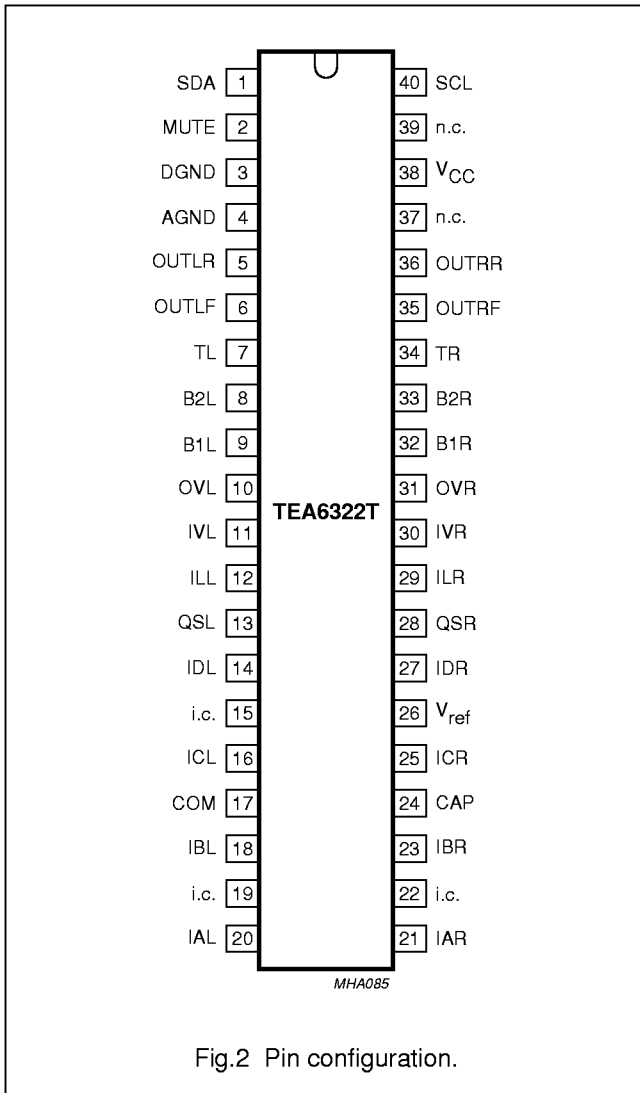 SDA 1 40 SCL
MUTE 2 39 n.c.
DGND 3 38 VCC
AGND 4 37 n.c.
OUTLR 5 36 OUTRR
OUTLF 6 35 OUTRF
TL 7 34 TR
B2L 8 33 B2R
B1L 9 32 B1R
OVL 10 31 OVR
TEA6322T
IVL 11 30 IVR
ILL 12 29 ILR
QSL 13 28 QSR
IDL 14 27 IDR
i.c. 15 26 Vref
ICL 16 25 ICR
COM 17 24 CAP
IBL 18 23 IBR
i.c. 19 22 i.c.
IAL 20 21 IAR
MHA085
Fig.2 Pin configuration.